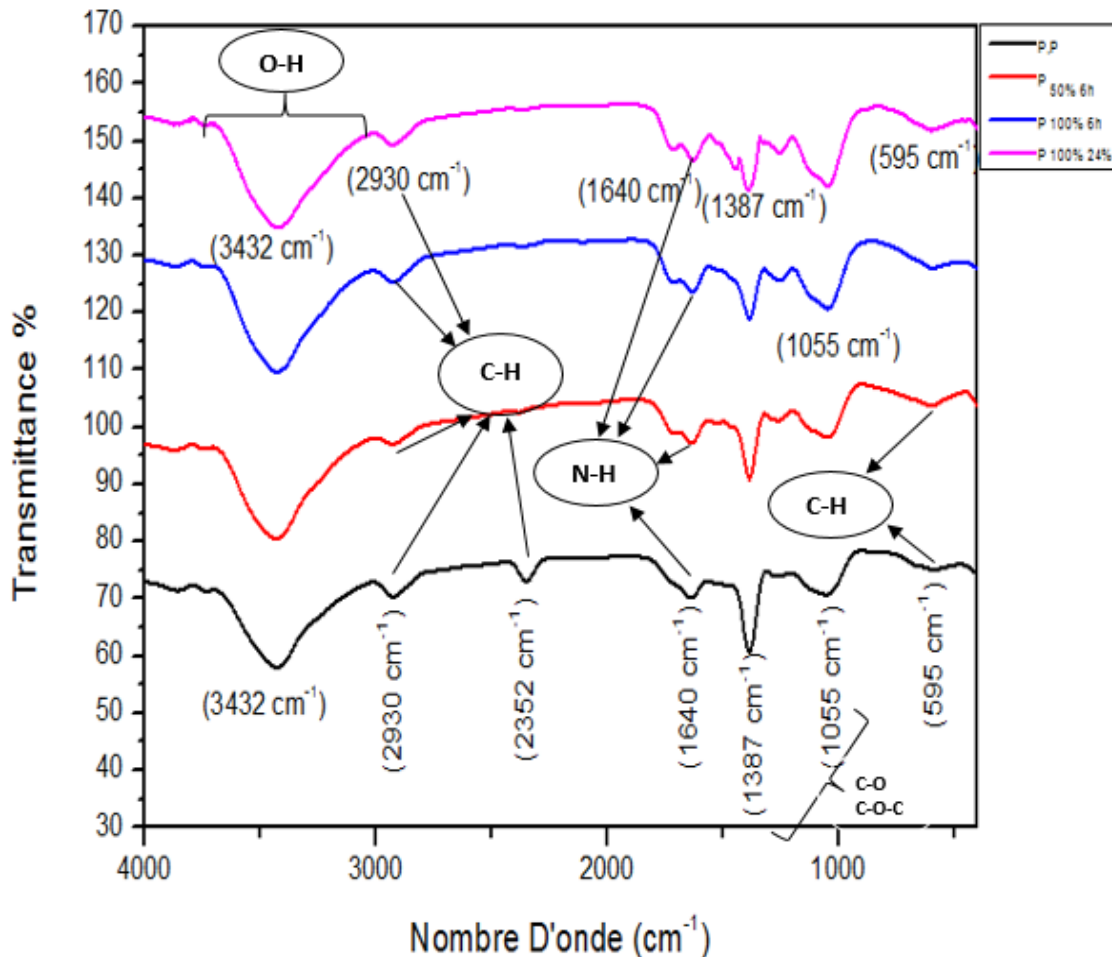 170
160
150
140
130
120
110
100
90
80
70
60
50
40
30
Transmittance %
4000
3000
2000
1000
Nombre D'onde (cm⁻¹)
P,P
P 50% 6h
P 100% 6h
P 100% 24%
O-H
(2930 cm⁻¹)
(3432 cm⁻¹)
(1640 cm⁻¹)
(1387 cm⁻¹)
(595 cm⁻¹)
(1055 cm⁻¹)
C-H
N-H
C-H
(3432 cm⁻¹)
(2930 cm⁻¹)
(2352 cm⁻¹)
(1640 cm⁻¹)
(1387 cm⁻¹)
(1055 cm⁻¹)
(595 cm⁻¹)
C-O
C-O-C